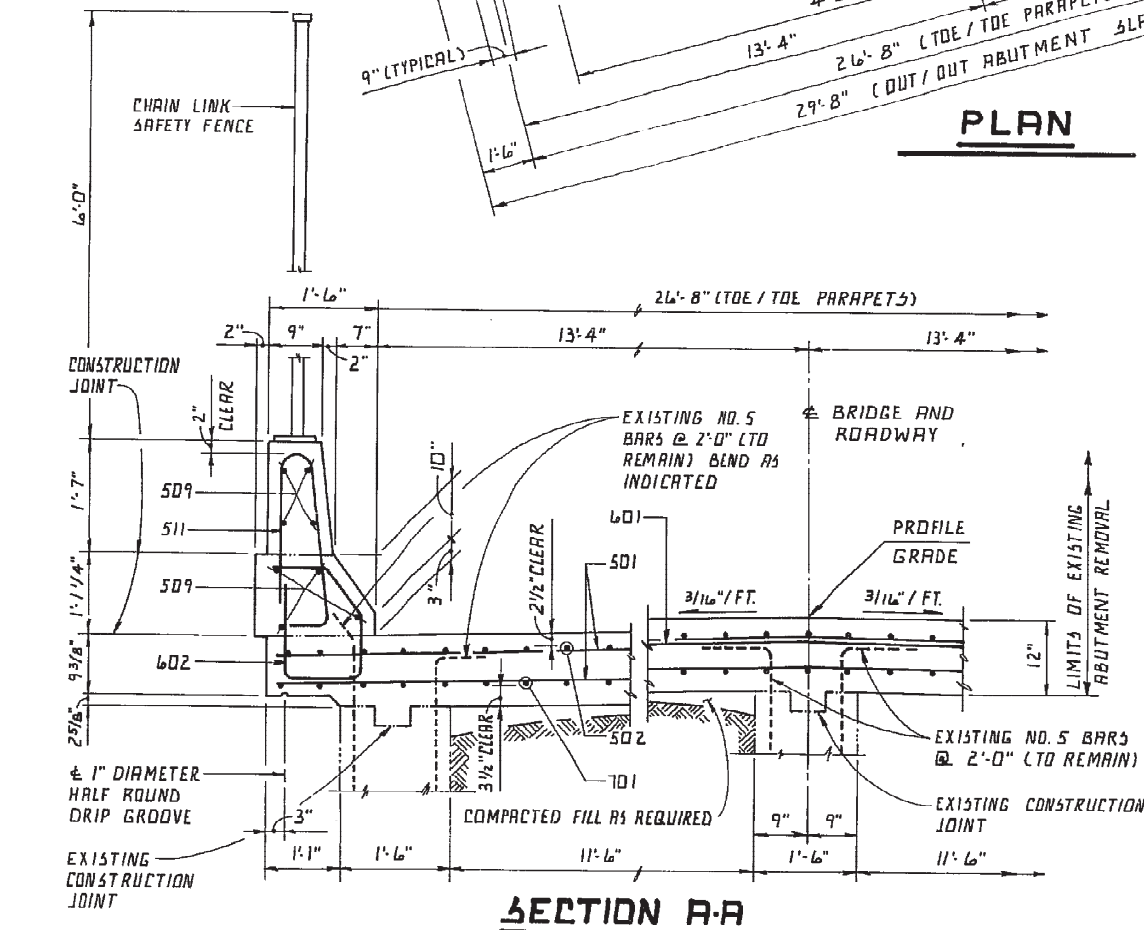 9" (TYPICAL)
13'-4"
26'-8" (TOE / TOE PARAPETS
29'-8" (OUT / OUT ABUTMENT
1'-6"
PLAN
CHAIN LINK
SAFETY FENCE
6'-0"
1'-6"
26'-8" (TOE / TOE PARAPETS)
2"
9"
7"
2"
13'-4"
13'-4"
CONSTRUCTION
JOINT
2"
CLEAR
EXISTING NO. 5
BARS @ 2'-0" (TO
REMAIN) BEND AS
INDICATED
℄ BRIDGE AND
ROADWAY
10"
3"
1'-7"
509
511
509
602
1'-1 1/4"
9 3/8"
2 5/8"
2 1/2" CLEAR
601
501
PROFILE
GRADE
3/16" / FT.
3/16" / FT.
12"
LIMITS OF EXISTING
ABUTMENT REMOVAL
3 1/2" CLEAR
502
701
EXISTING NO. 5 BARS
@ 2'-0" (TO REMAIN)
℄ 1" DIAMETER
HALF ROUND
DRIP GROOVE
3"
COMPACTED FILL AS REQUIRED
EXISTING CONSTRUCTION
JOINT
9"
9"
EXISTING
CONSTRUCTION
JOINT
1'-1"
1'-6"
11'-6"
1'-6"
11'-6"
SECTION A-A